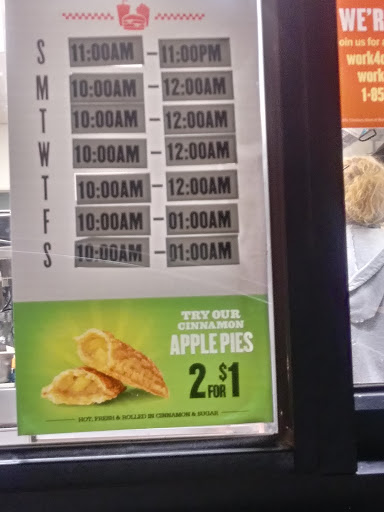 S 11:00AM - 11:00PM
M 10:00AM - 12:00AM
T 10:00AM - 12:00AM
W 10:00AM - 12:00AM
T 10:00AM - 12:00AM
F 10:00AM - 01:00AM
S 10:00AM - 01:00AM
TRY OUR
CINNAMON
APPLE PIES
2 FOR $1
HOT, FRESH & ROLLED IN CINNAMON & SUGAR
WE'R
oin us for a
work4c
work
1-85